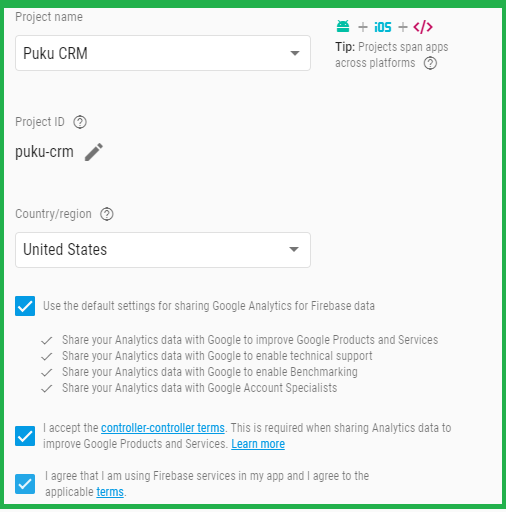 Project name
Puku CRM
+ iOS + </>
Tip: Projects span apps
across platforms ?
Project ID ?
puku-crm
Country/region ?
United States
Use the default settings for sharing Google Analytics for Firebase data
Share your Analytics data with Google to improve Google Products and Services
Share your Analytics data with Google to enable technical support
Share your Analytics data with Google to enable Benchmarking
Share your Analytics data with Google Account Specialists
I accept the controller-controller terms. This is required when sharing Analytics data to
improve Google Products and Services. Learn more
I agree that I am using Firebase services in my app and I agree to the
applicable terms.